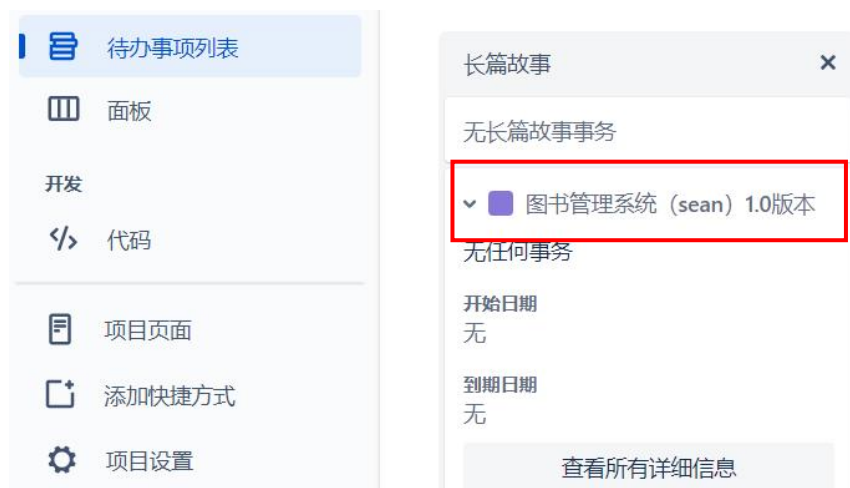 待办事项列表
面板
开发
代码
项目页面
添加快捷方式
项目设置
长篇故事
无长篇故事事务
图书管理系统（sean）1.0版本
无任何事务
开始日期
无
到期日期
无
查看所有详细信息